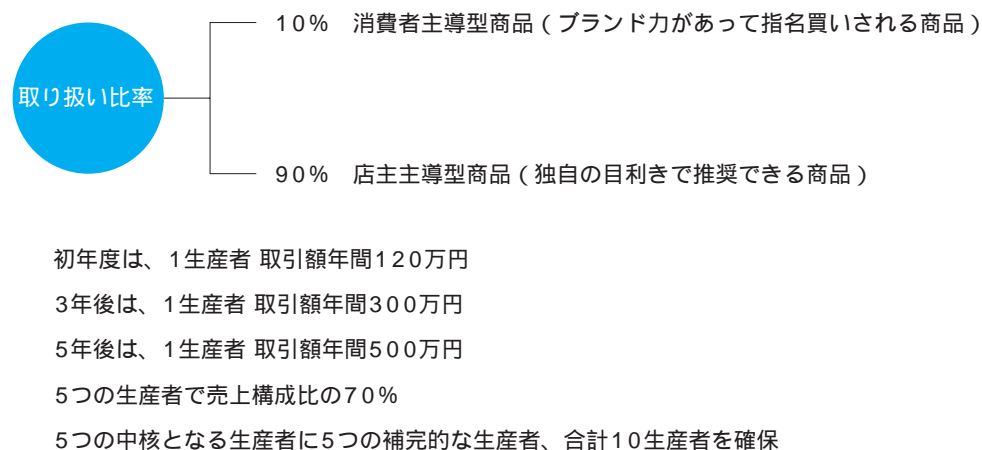 10% 消費者主導型商品(ブランド力があって指名買いされる商品)
取り扱い比率
90% 店主主導型商品(独自の目利きで推奨できる商品)
初年度は、1生産者 取引額年間120万円
3年後は、1生産者 取引額年間300万円
5年後は、1生産者 取引額年間500万円
5つの生産者で売上構成比の70%
5つの中核となる生産者に5つの補完的な生産者、合計10生産者を確保